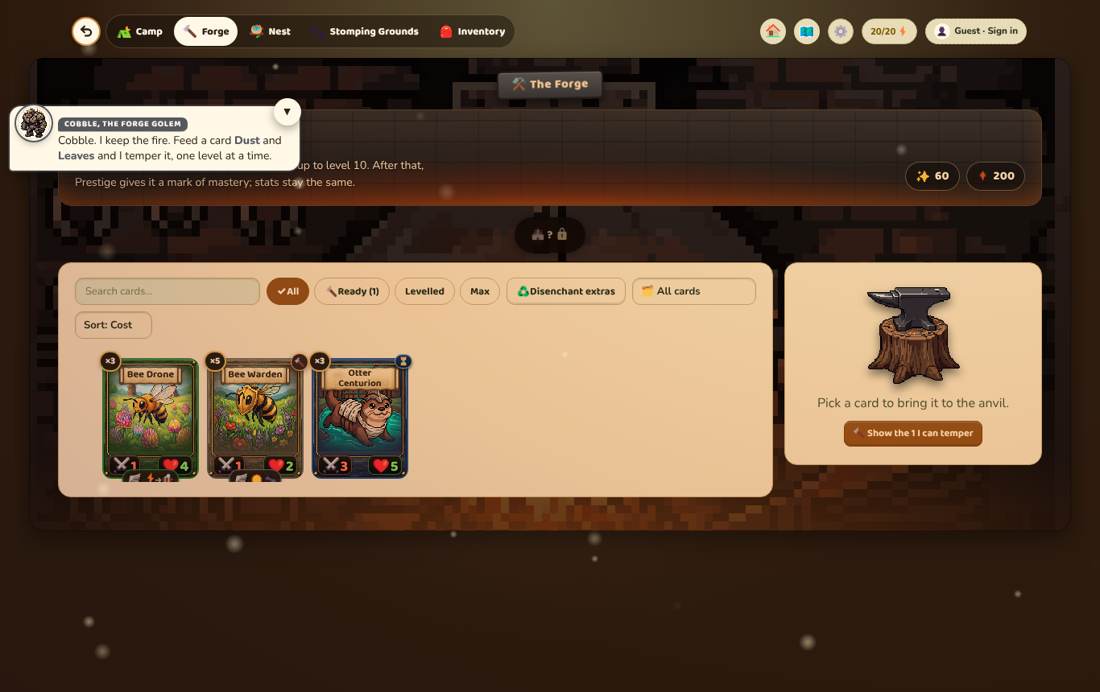 Camp
Forge
Nest
Stomping Grounds
Inventory
20/20
Guest · Sign in
The Forge
COBBLE, THE FORGE GOLEM
Cobble. I keep the fire. Feed a card Dust and
Leaves and I temper it, one level at a time.
up to level 10. After that,
Prestige gives it a mark of mastery; stats stay the same.
60
200
?
Search cards...
All
Ready (1)
Levelled
Max
Disenchant extras
All cards
Sort: Cost
×3
Bee Drone
1
4
×5
Bee Warden
1
2
×3
Otter
Centurion
3
5
Pick a card to bring it to the anvil.
Show the 1 I can temper